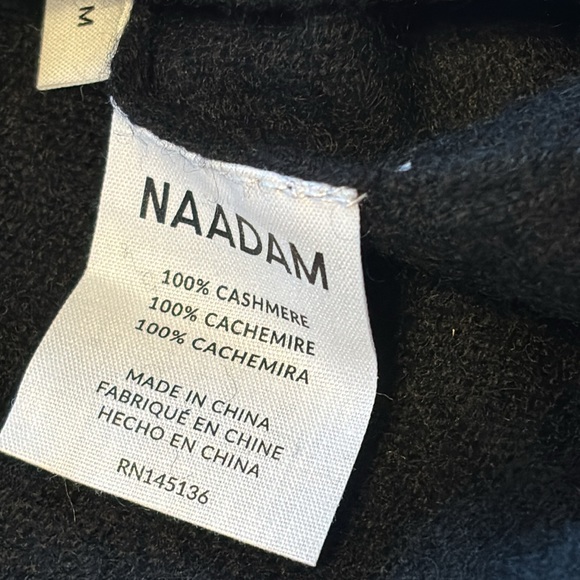 M
NAADAM
100% CASHMERE
100% CACHEMIRE
100% CACHEMIRA
MADE IN CHINA
FABRIQUÉ EN CHINE
HECHO EN CHINA
RN145136